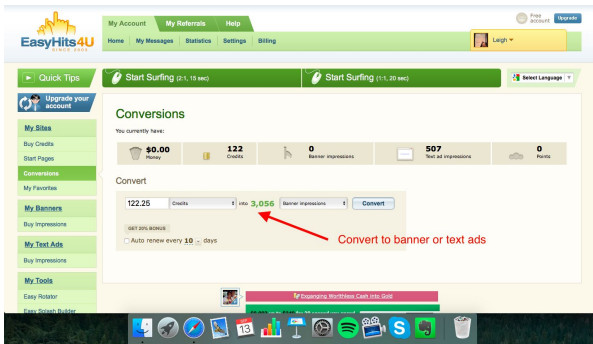 My Account My Referrals Help
Free account Upgrade
EasyHits4U
SINCE 2003
Home My Messages Statistics Settings Billing
Leigh
Quick Tips
Start Surfing (2:1, 15 sec)
Start Surfing (1:1, 20 sec)
Select Language
Upgrade your account
Conversions
You currently have:
$0.00 Money
122 Credits
0 Banner impressions
507 Text ad impressions
0 Points
My Sites
Buy Credits
Start Pages
Conversions
My Favorites
My Banners
Buy Impressions
My Text Ads
Buy Impressions
My Tools
Easy Rotator
Easy Splash Builder
Convert
122.25 Credits into 3,056 Banner impressions Convert
GET 25% BONUS
Auto renew every 10 days
Convert to banner or text ads
Exganging Worthless Cash into Gold
13